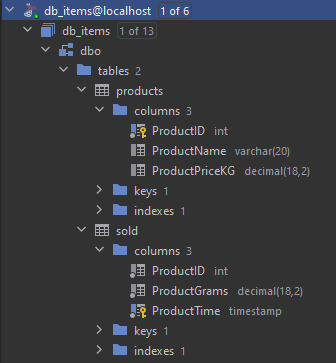 db_items@localhost 1 of 6
db_items 1 of 13
dbo
tables 2
products
columns 3
ProductID int
ProductName varchar(20)
ProductPriceKG decimal(18,2)
keys 1
indexes 1
sold
columns 3
ProductID int
ProductGrams decimal(18,2)
ProductTime timestamp
keys 1
indexes 1